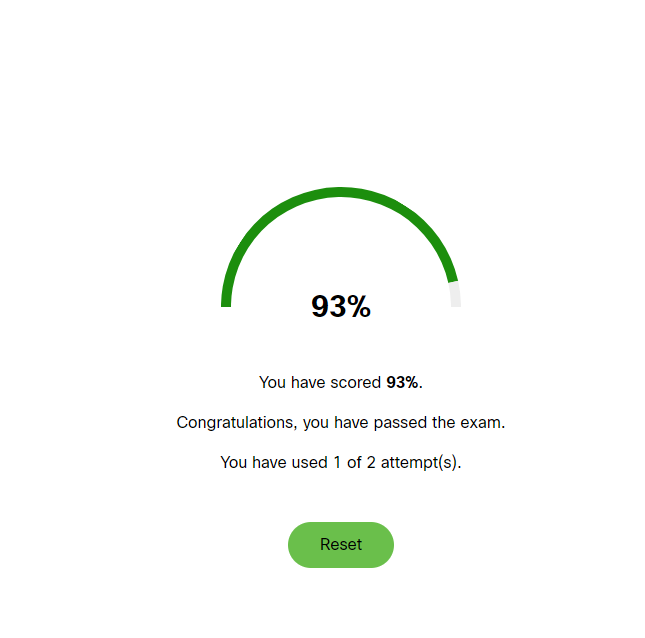 93%
You have scored 93%.
Congratulations, you have passed the exam.
You have used 1 of 2 attempt(s).
Reset